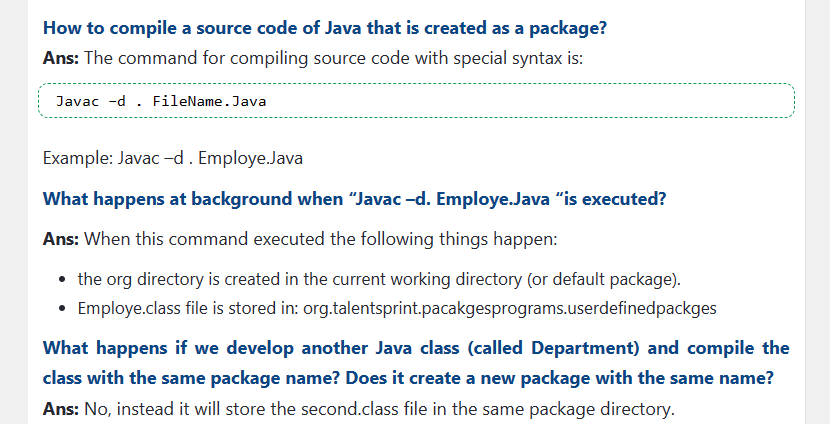 How to compile a source code of Java that is created as a package?
Ans: The command for compiling source code with special syntax is:
Javac –d . FileName.Java
Example: Javac –d . Employe.Java
What happens at background when “Javac –d. Employe.Java “is executed?
Ans: When this command executed the following things happen:
• the org directory is created in the current working directory (or default package).
• Employe.class file is stored in: org.talentsprint.pacakgesprograms.userdefinedpackges
What happens if we develop another Java class (called Department) and compile the
class with the same package name? Does it create a new package with the same name?
Ans: No, instead it will store the second.class file in the same package directory.